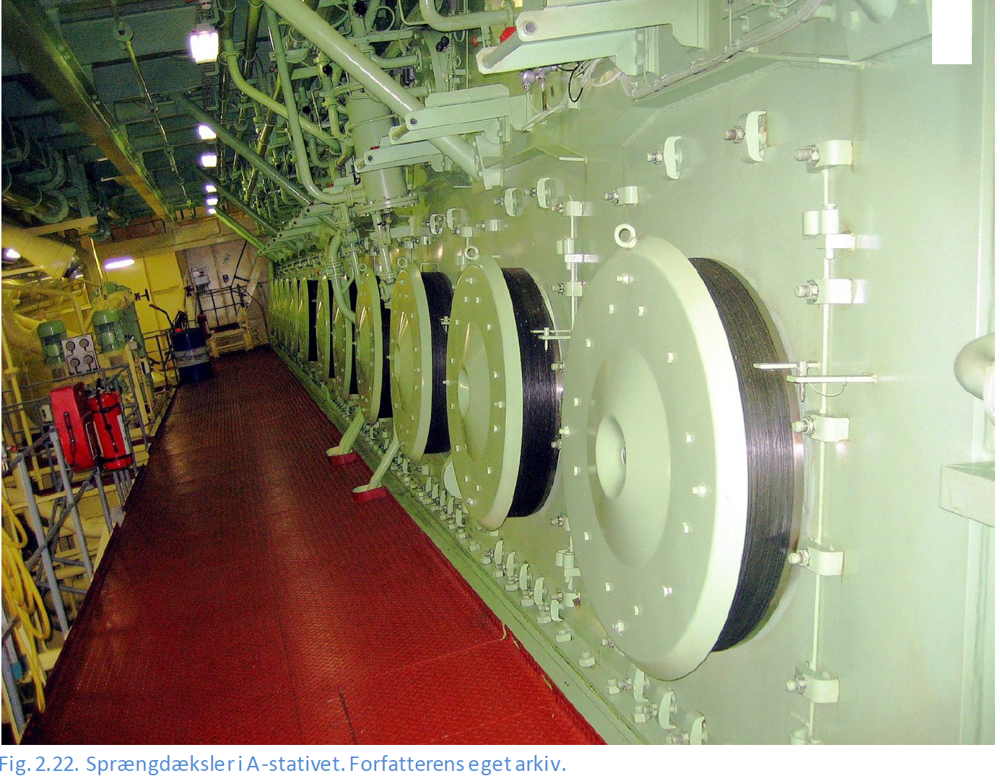 Fig. 2.22. Sprængdæksler i A-stativet. Forfatterens eget arkiv.